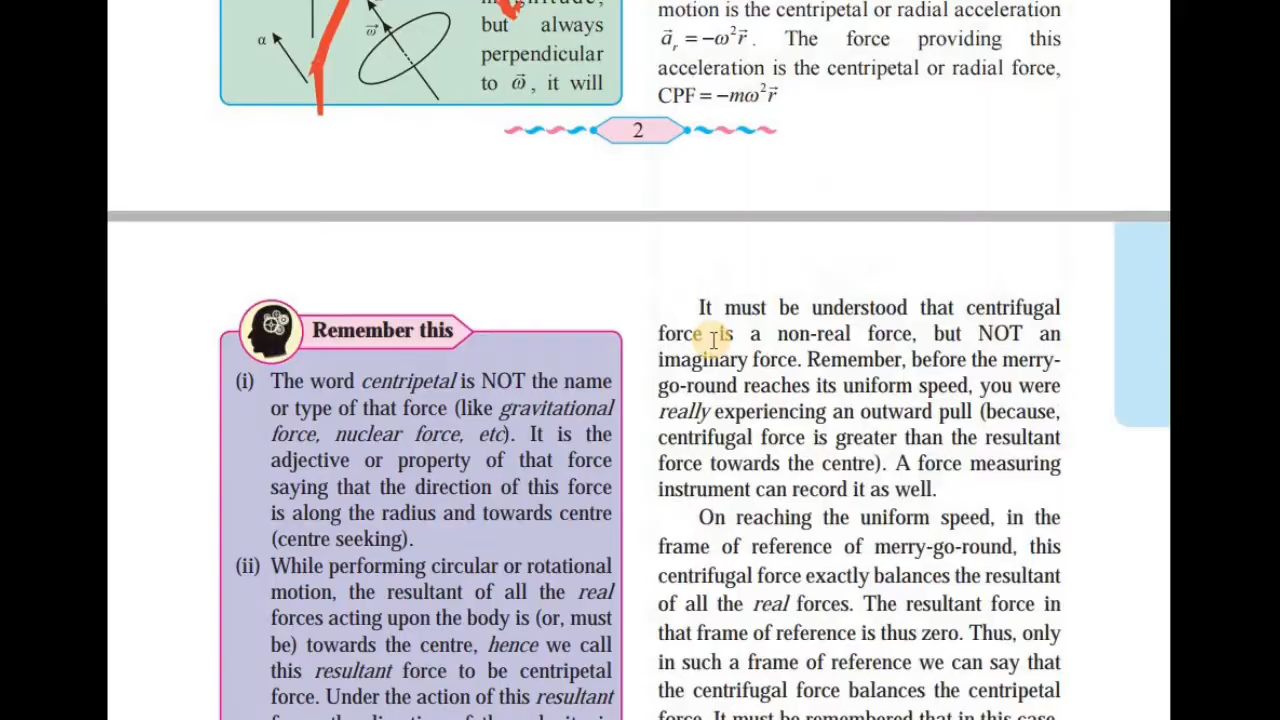 magnitude,
but always
perpendicular
to ω⃗, it will
α
ω⃗
motion is the centripetal or radial acceleration
a⃗ᵣ = −ω²r⃗. The force providing this
acceleration is the centripetal or radial force,
CPF = −mω²r⃗
2
Remember this
(i) The word centripetal is NOT the name
or type of that force (like gravitational
force, nuclear force, etc). It is the
adjective or property of that force
saying that the direction of this force
is along the radius and towards centre
(centre seeking).
(ii) While performing circular or rotational
motion, the resultant of all the real
forces acting upon the body is (or, must
be) towards the centre, hence we call
this resultant force to be centripetal
force. Under the action of this resultant
It must be understood that centrifugal
force is a non-real force, but NOT an
imaginary force. Remember, before the merry-
go-round reaches its uniform speed, you were
really experiencing an outward pull (because,
centrifugal force is greater than the resultant
force towards the centre). A force measuring
instrument can record it as well.
On reaching the uniform speed, in the
frame of reference of merry-go-round, this
centrifugal force exactly balances the resultant
of all the real forces. The resultant force in
that frame of reference is thus zero. Thus, only
in such a frame of reference we can say that
the centrifugal force balances the centripetal
force. It must be remembered that in this case,